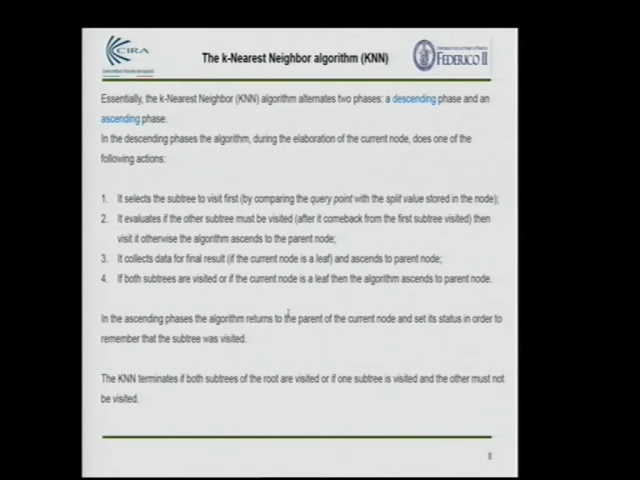 CIRA
The k-Nearest Neighbor algorithm (KNN)
FEDERICO II
Essentially, the k-Nearest Neighbor (KNN) algorithm alternates two phases: a descending phase and an
ascending phase.
In the descending phases the algorithm, during the elaboration of the current node, does one of the
following actions:
1. It selects the subtree to visit first (by comparing the query point with the split value stored in the node);
2. It evaluates if the other subtree must be visited (after it comeback from the first subtree visited) then
visit it otherwise the algorithm ascends to the parent node;
3. It collects data for final result (if the current node is a leaf) and ascends to parent node;
4. If both subtrees are visited or if the current node is a leaf then the algorithm ascends to parent node.
In the ascending phases the algorithm returns to the parent of the current node and set its status in order to
remember that the subtree was visited.
The KNN terminates if both subtrees of the root are visited or if one subtree is visited and the other must not
be visited.
8